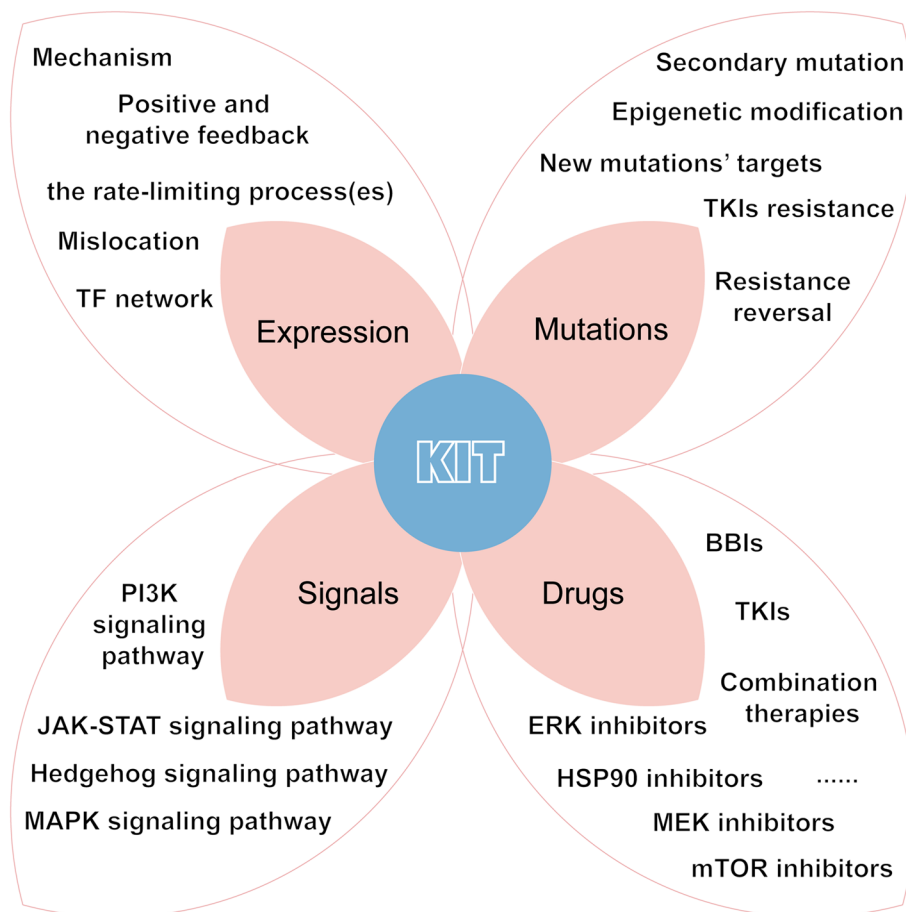 Mechanism
Positive and
negative feedback
the rate-limiting process(es)
Mislocation
TF network
Expression
Secondary mutation
Epigenetic modification
New mutations’ targets
TKIs resistance
Resistance
reversal
Mutations
KIT
Signals
PI3K
signaling
pathway
JAK-STAT signaling pathway
Hedgehog signaling pathway
MAPK signaling pathway
Drugs
BBIs
TKIs
Combination
therapies
ERK inhibitors
HSP90 inhibitors ......
MEK inhibitors
mTOR inhibitors